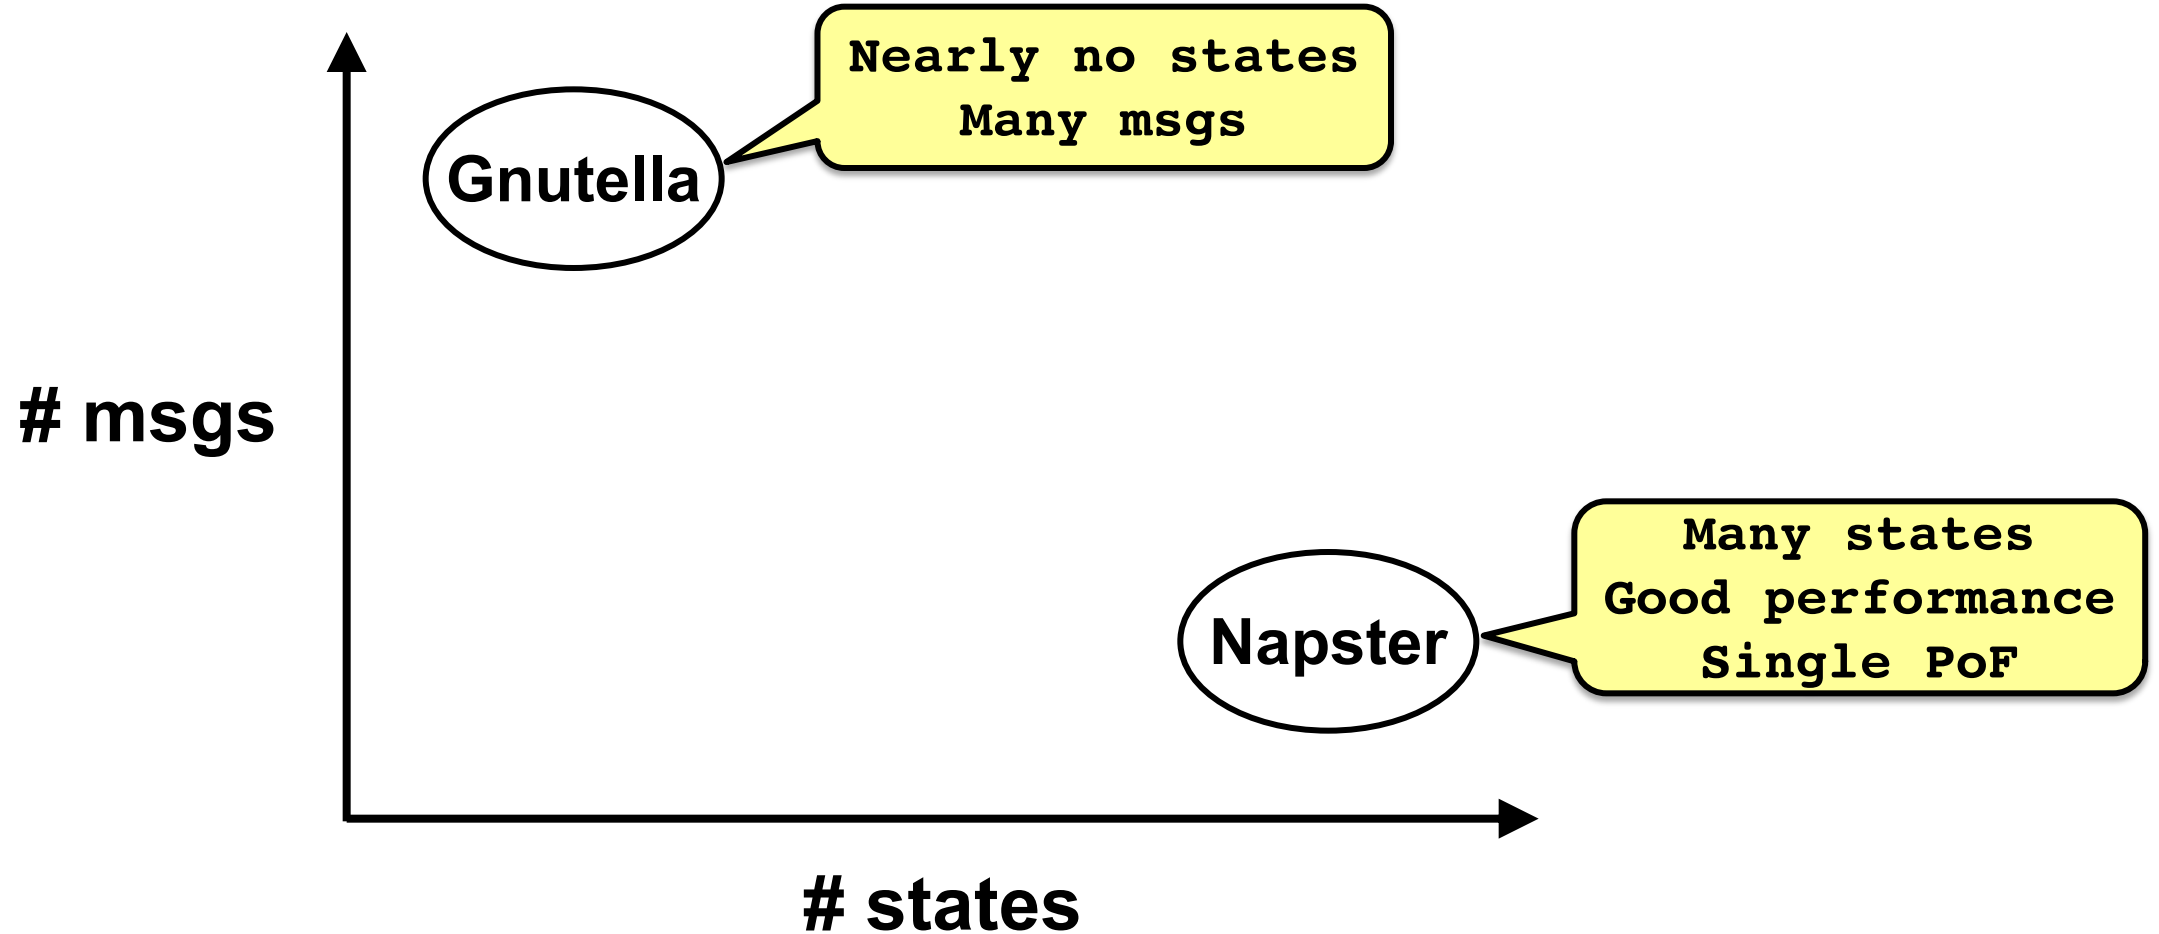 Nearly no states
Many msgs
Gnutella
# msgs
Many states
Good performance
Single PoF
Napster
# states